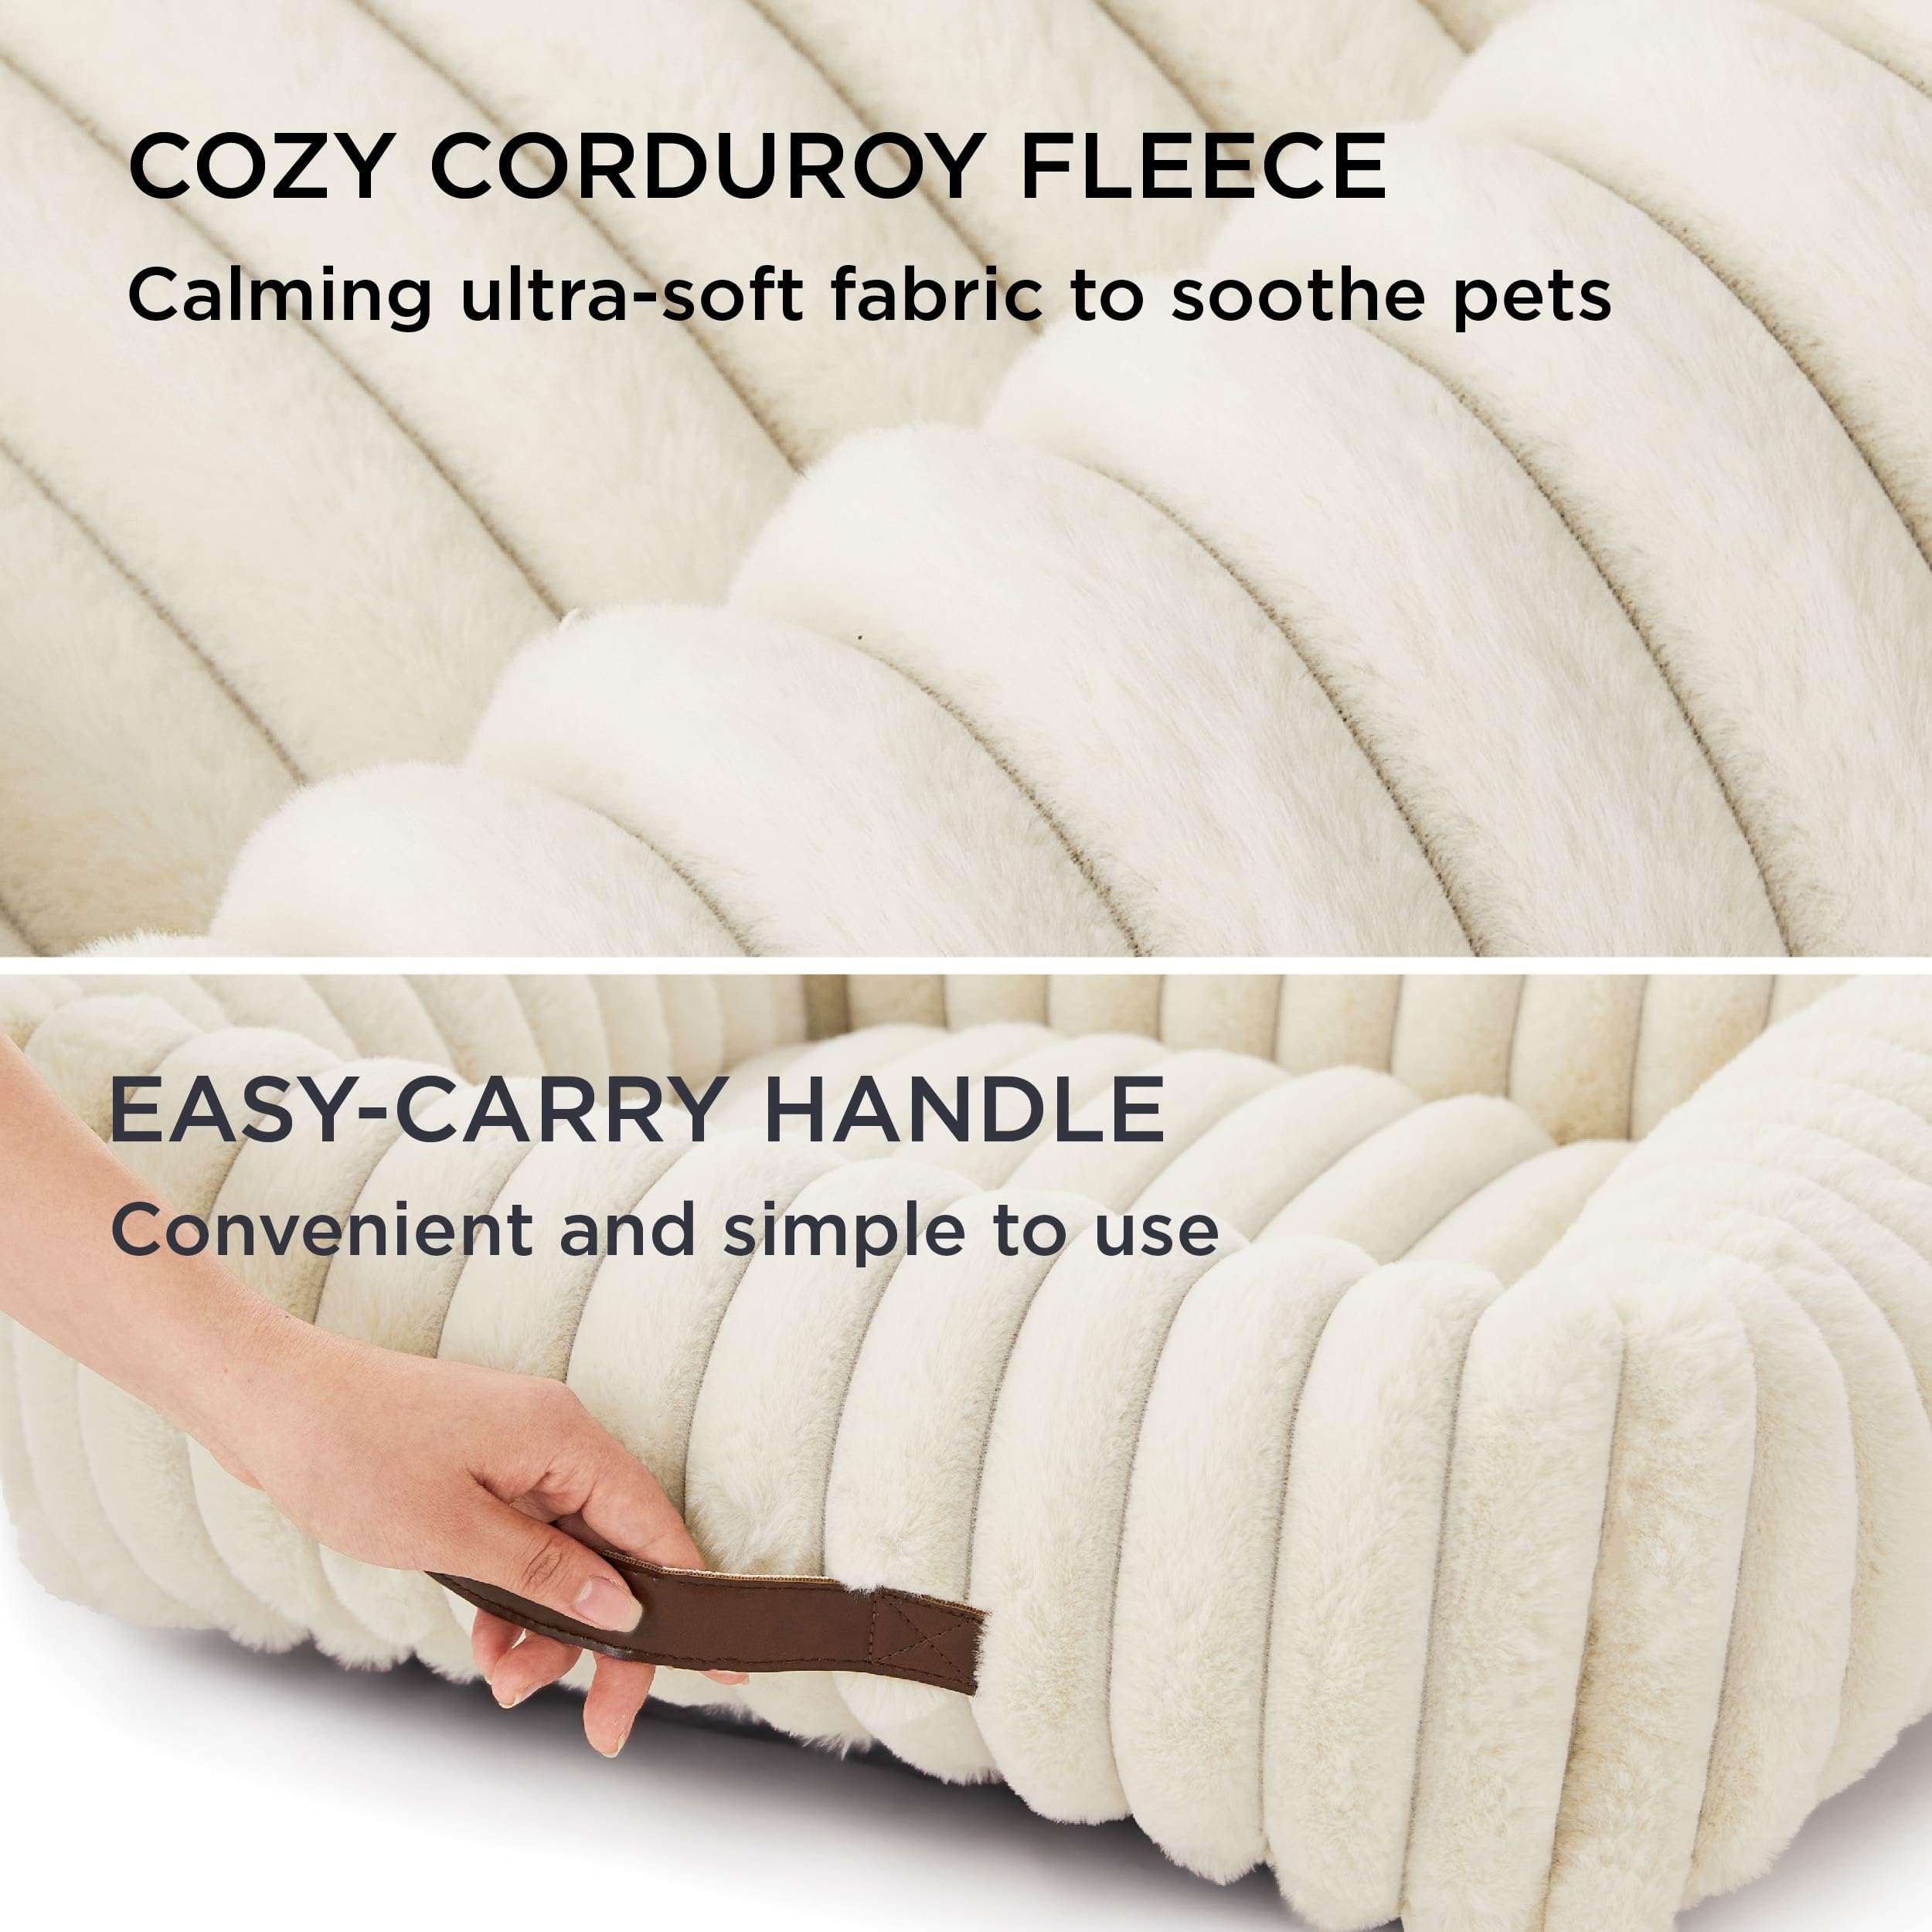 COZY CORDUROY FLEECE
Calming ultra-soft fabric to soothe pets
EASY-CARRY HANDLE
Convenient and simple to use